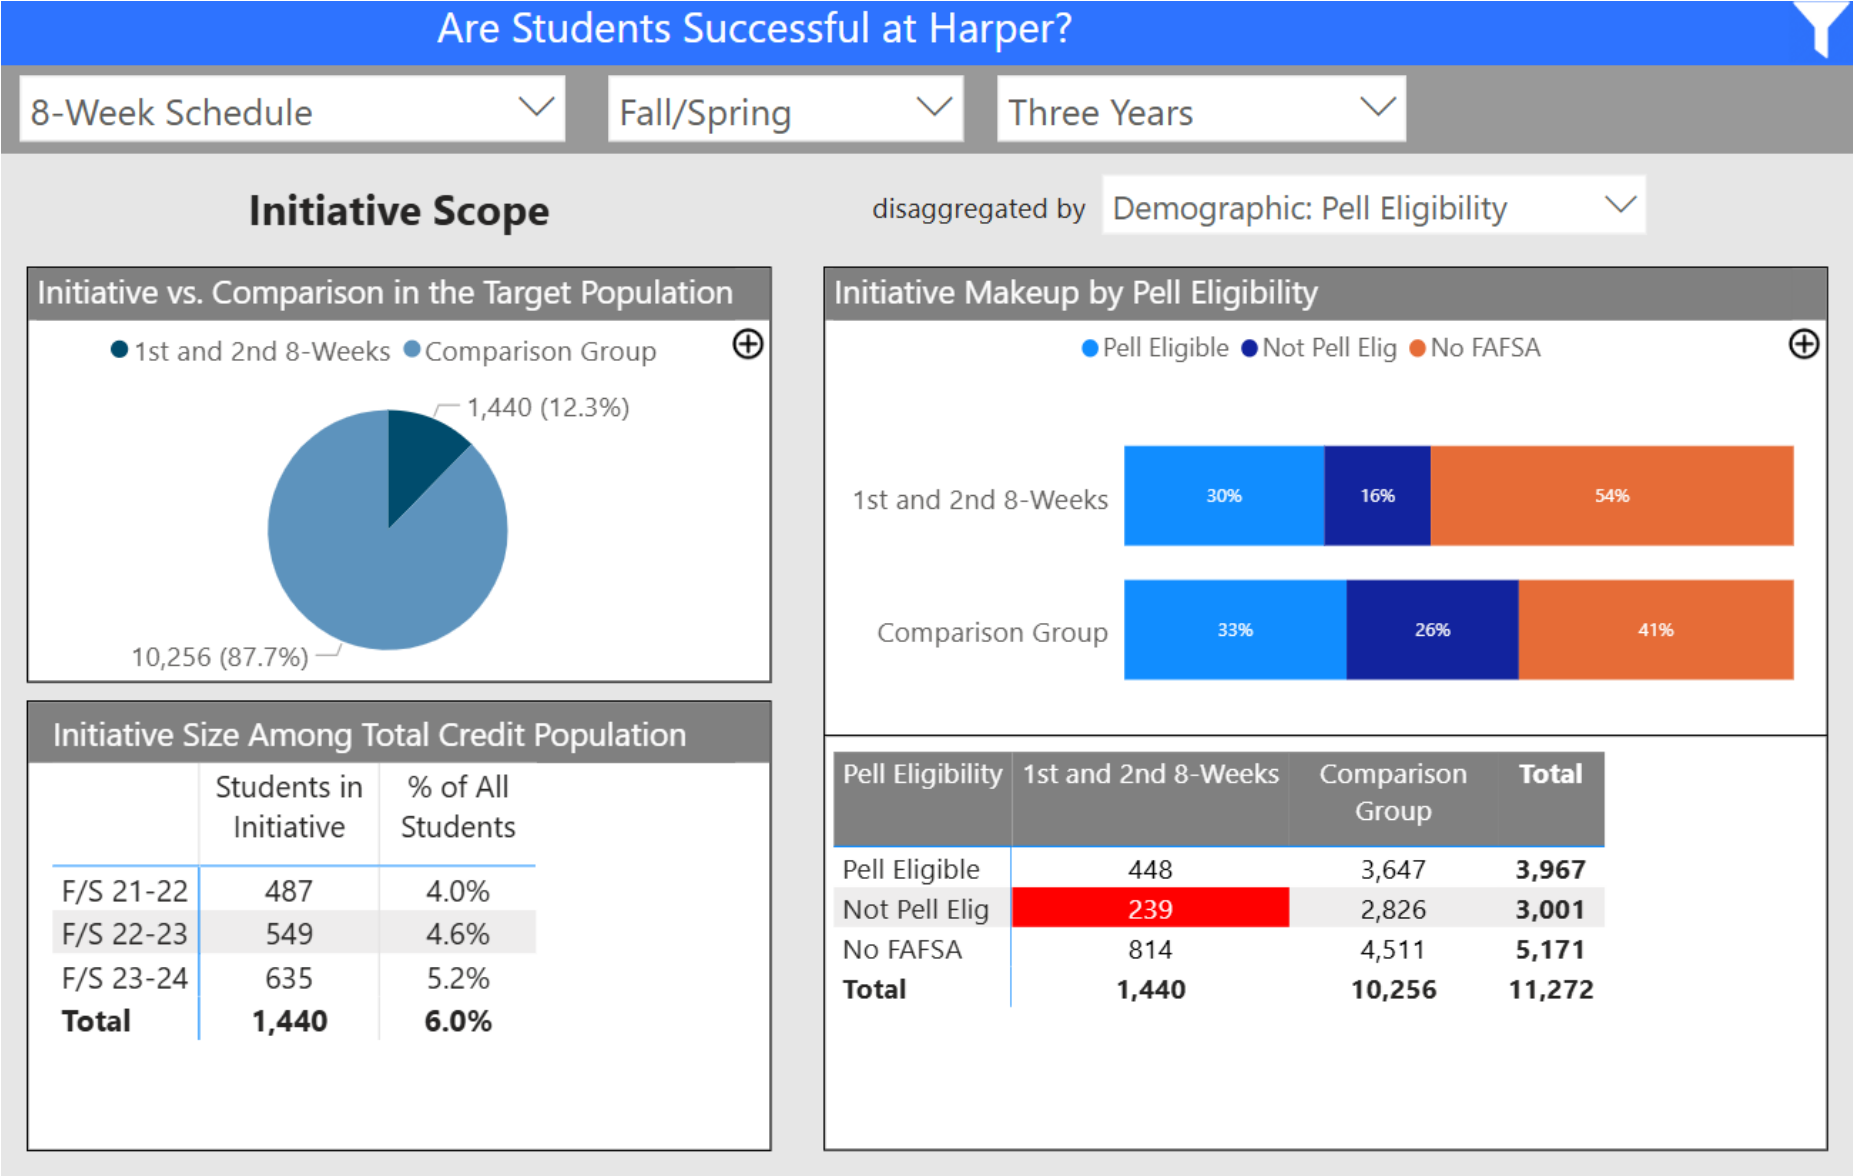 Are Students Successful at Harper?
8-Week Schedule
Fall/Spring
Three Years
Initiative Scope
disaggregated by
Demographic: Pell Eligibility
Initiative vs. Comparison in the Target Population
1st and 2nd 8-Weeks Comparison Group
1,440 (12.3%)
10,256 (87.7%)
Initiative Size Among Total Credit Population
Students in Initiative % of All Students
F/S 21-22 487 4.0%
F/S 22-23 549 4.6%
F/S 23-24 635 5.2%
Total 1,440 6.0%
Initiative Makeup by Pell Eligibility
Pell Eligible Not Pell Elig No FAFSA
1st and 2nd 8-Weeks 30% 16% 54%
Comparison Group 33% 26% 41%
Pell Eligibility 1st and 2nd 8-Weeks Comparison Group Total
Pell Eligible 448 3,647 3,967
Not Pell Elig 239 2,826 3,001
No FAFSA 814 4,511 5,171
Total 1,440 10,256 11,272